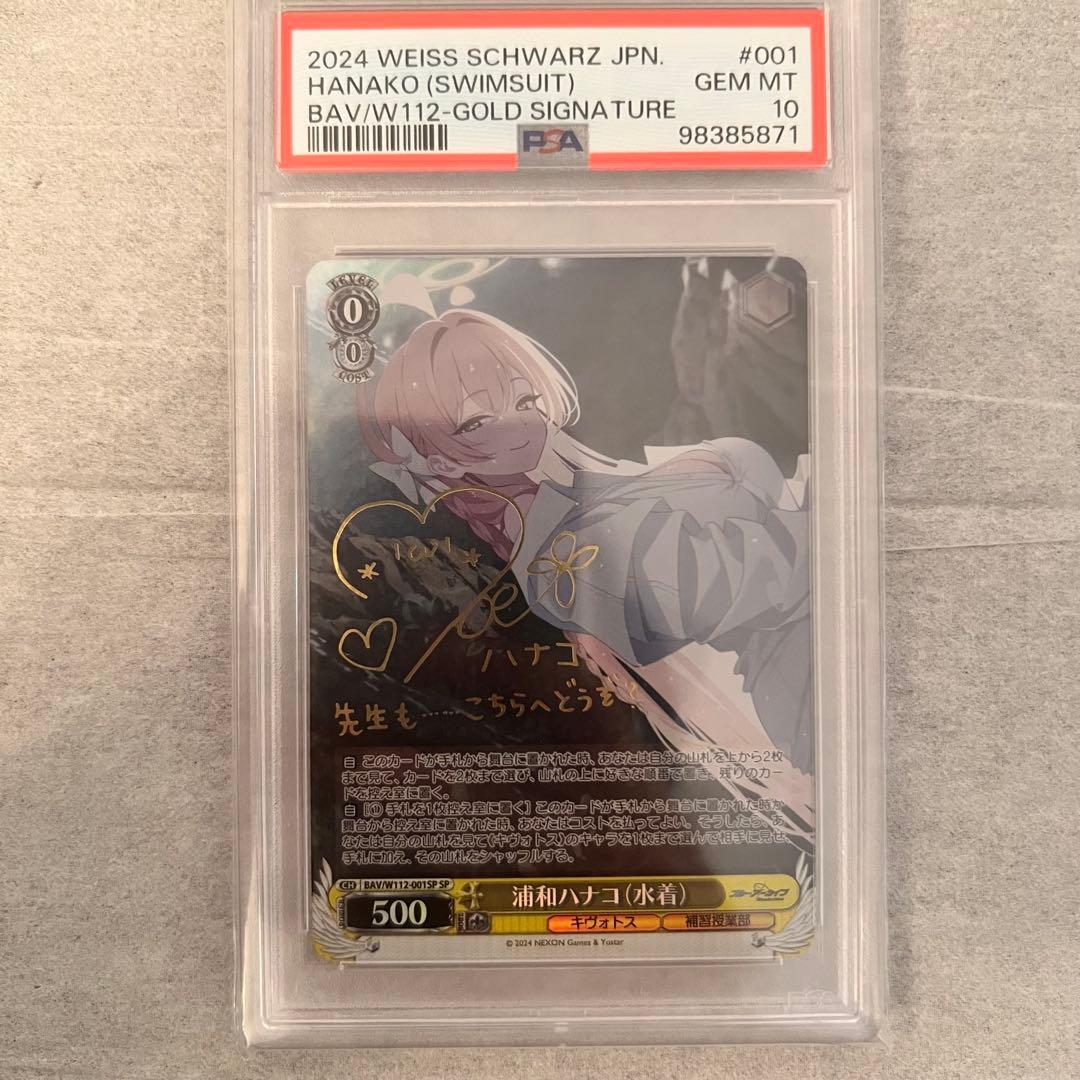 2024 WEISS SCHWARZ JPN. #001
HANAKO (SWIMSUIT) GEM MT
BAV/W112-GOLD SIGNATURE 10
PSA 98385871
LEVEL
0
0
COST
ハナコ
先生も……こちらへどうぞ?
自 このカードが手札から舞台に置かれた時、あなたは自分の山札を上から2枚
まで見て、カードを2枚まで選び、山札の上に好きな順番で置き、残りのカー
ドを控え室に置く。
自 [① 手札を1枚控え室に置く] このカードが手札から舞台に置かれた時か
舞台から控え室に置かれた時、あなたはコストを払ってよい。そうしたら、あ
なたは自分の山札を見て《キヴォトス》のキャラを1枚まで選んで相手に見せ、
手札に加え、その山札をシャッフルする。
CH BAV/W112-001SP SP
浦和ハナコ(水着)
ブルーアーカイブ
500
キヴォトス 補習授業部
© 2024 NEXON Games & Yostar